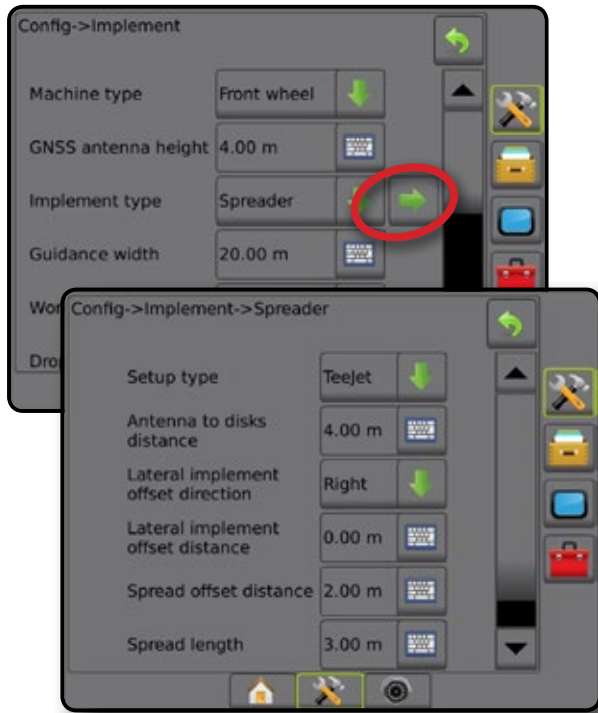 Config->Implement
Machine type Front wheel
GNSS antenna height 4.00 m
Implement type Spreader
Guidance width 20.00 m
Wor
Dro
Config->Implement->Spreader
Setup type TeeJet
Antenna to disks
distance 4.00 m
Lateral implement
offset direction Right
Lateral implement
offset distance 0.00 m
Spread offset distance 2.00 m
Spread length 3.00 m